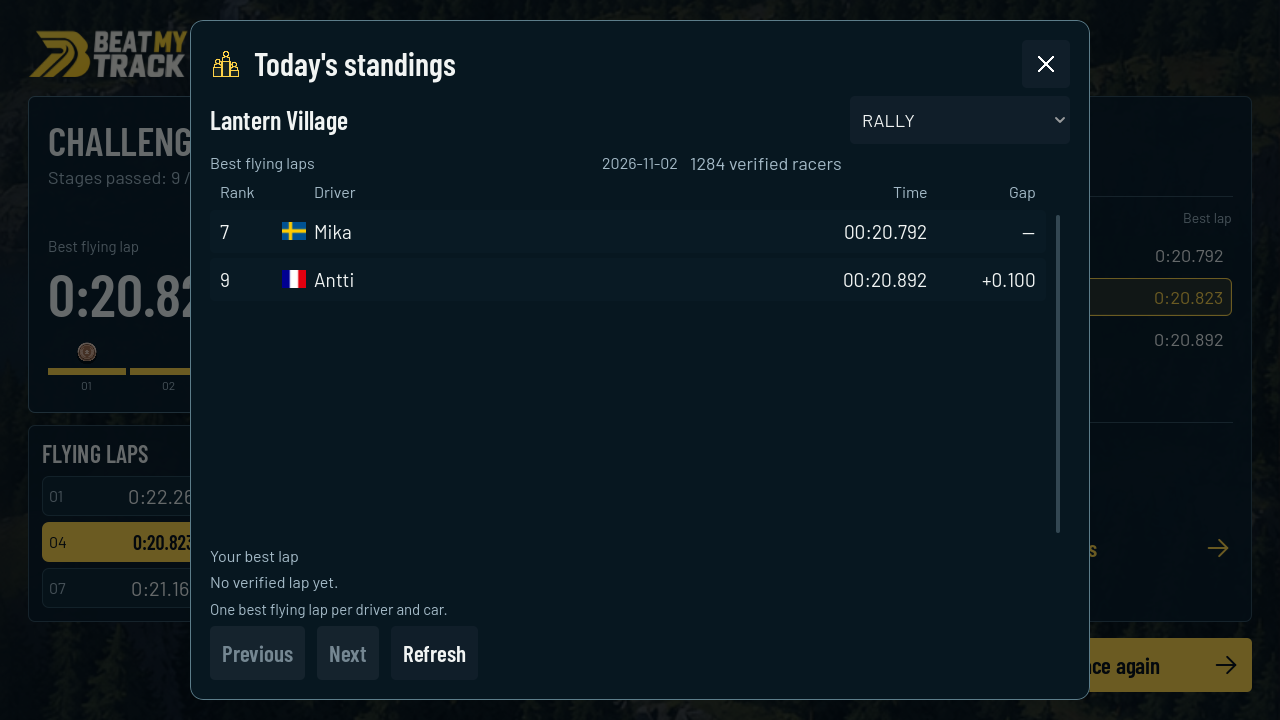 BEAT MY
TRACK
Today's standings
Lantern Village
RALLY
Best flying laps
2026-11-02
1284 verified racers
Rank
Driver
Time
Gap
7
Mika
00:20.792
—
9
Antti
00:20.892
+0.100
Your best lap
No verified lap yet.
One best flying lap per driver and car.
Previous
Next
Refresh
CHALLENG
Stages passed: 9 /
Best flying lap
0:20.82
01
02
FLYING LAPS
01
0:22.26
04
0:20.823
07
0:21.16
Best lap
0:20.792
0:20.823
0:20.892
again